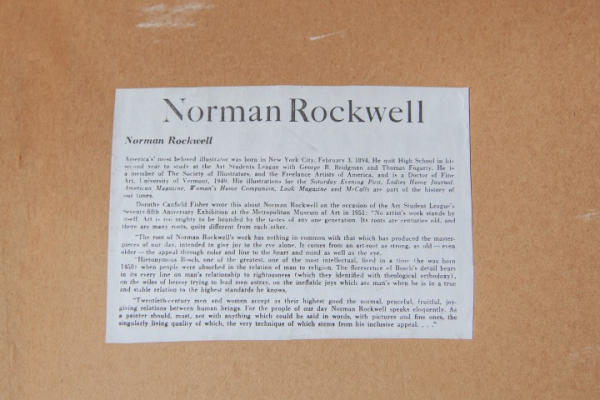 Norman Rockwell
Norman Rockwell
America's' most beloved illustrator was born in New York City, February 3, 1894. He quit High School in his
second year to study at the Art Students League with George B. Bridgman and Thomas Fogarty. He is
a member of The Society of Illustrators, and the Freelance Artists of America, and is a Doctor of Fine
Art, University of Vermont, 1949. His illustrations for the Saturday Evening Post, Ladies Home Journal,
American Magazine, Woman's Home Companion, Look Magazine and McCalls are part of the history of
our times.
Dorothy Canfield Fisher wrote this about Norman Rockwell on the occasion of the Art Student League's
Seventy-fifth Aniversary Exhibition at the Metropolitan Museum of Art in 1951: "No artist's work stands by
itself. Art is too mighty to be bounded by the tastes of any one generation. Its roots are centuries old, and
there are many roots, quite different from each other.
"The root of Norman Rockwell's work has nothing in common with that which has produced the master-
pieces of our day, intended to give joy to the eye alone. It comes from an art-root as strong, as old—even
older—the appeal through color and line to the heart and mind as well as the eye.
"Hieronymous Bosch, one of the greatest, one of the most intellectual, lived in a time (he was born
1450) when people were absorbed in the relation of man to religion. The florescence of Bosch's detail bears
in its every line on man's relationship to righteousness (which they identified with theological orthodoxy),
on the wiles of heresy trying to lead men astray, on the ineffable joys which are man's when he is in a true
and stable relation to the highest standards he knows.
"Twentieth-century men and women accept as their highest good the normal, peaceful, fruitful, joy-
giving relations between human beings. For the people of our day Norman Rockwell speaks eloquently. As
a painter should, must, not with anything which could be said in words, with pictures and fine ones, the
singularly living quality of which, the very technique of which stems from his inclusive appeal. . . ."